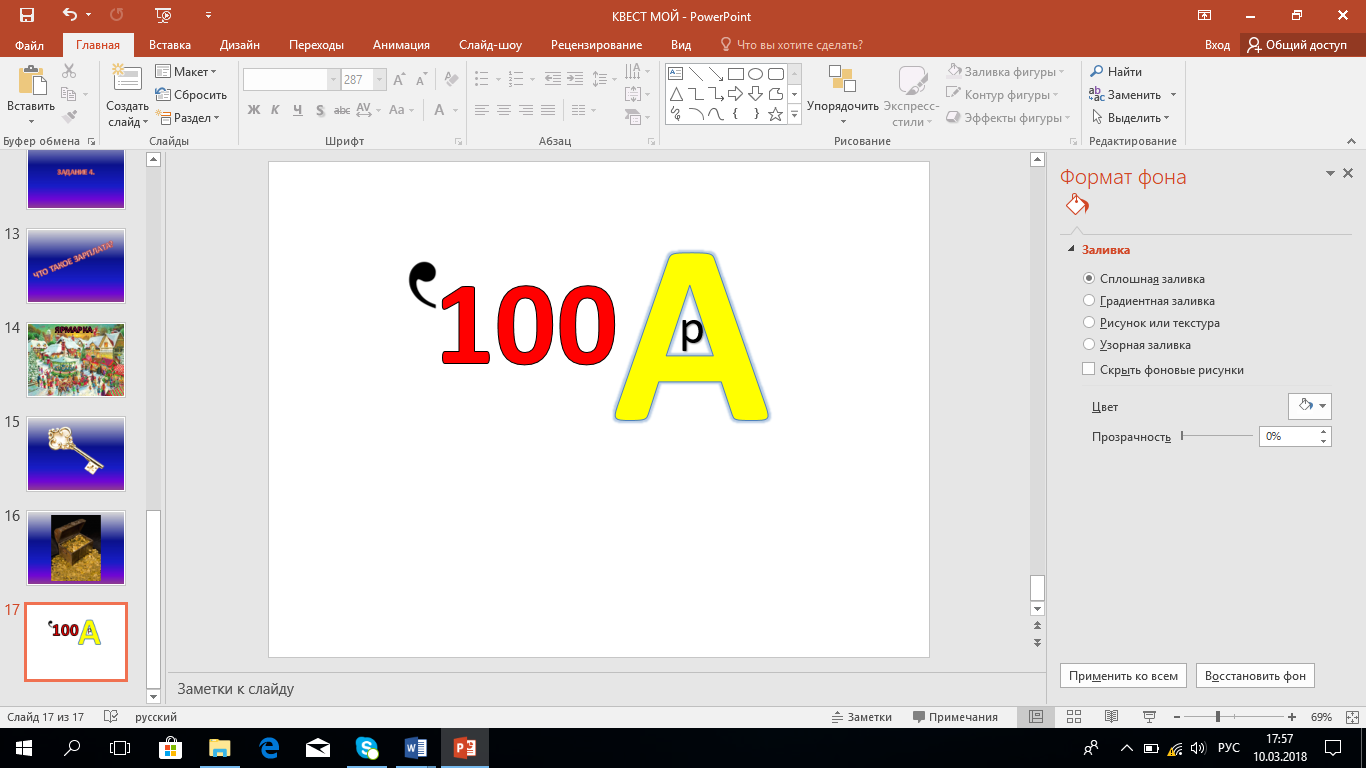 КВЕСТ МОЙ - PowerPoint
Файл Главная Вставка Дизайн Переходы Анимация Слайд-шоу Рецензирование Вид Что вы хотите сделать? Вход Общий доступ
Вставить
Буфер обмена
Создать слайд
Макет
Сбросить
Раздел
Слайды
287
Ж К Ч S abc AV Aa А
Шрифт
Абзац
Упорядочить
Экспресс-стили
Заливка фигуры
Контур фигуры
Эффекты фигуры
Рисование
Найти
Заменить
Выделить
Редактирование
ЗАДАНИЕ 4.
13
ЧТО ТАКОЕ ЗАРПЛАТА?
14
ЯРМАРКА
15
16
17
,100 А
р
‘100 А
р
Заметки к слайду
Формат фона
Заливка
Сплошная заливка
Градиентная заливка
Рисунок или текстура
Узорная заливка
Скрыть фоновые рисунки
Цвет
Прозрачность 0%
Применить ко всем Восстановить фон
Слайд 17 из 17 русский Заметки Примечания 69%
РУС 17:57
10.03.2018